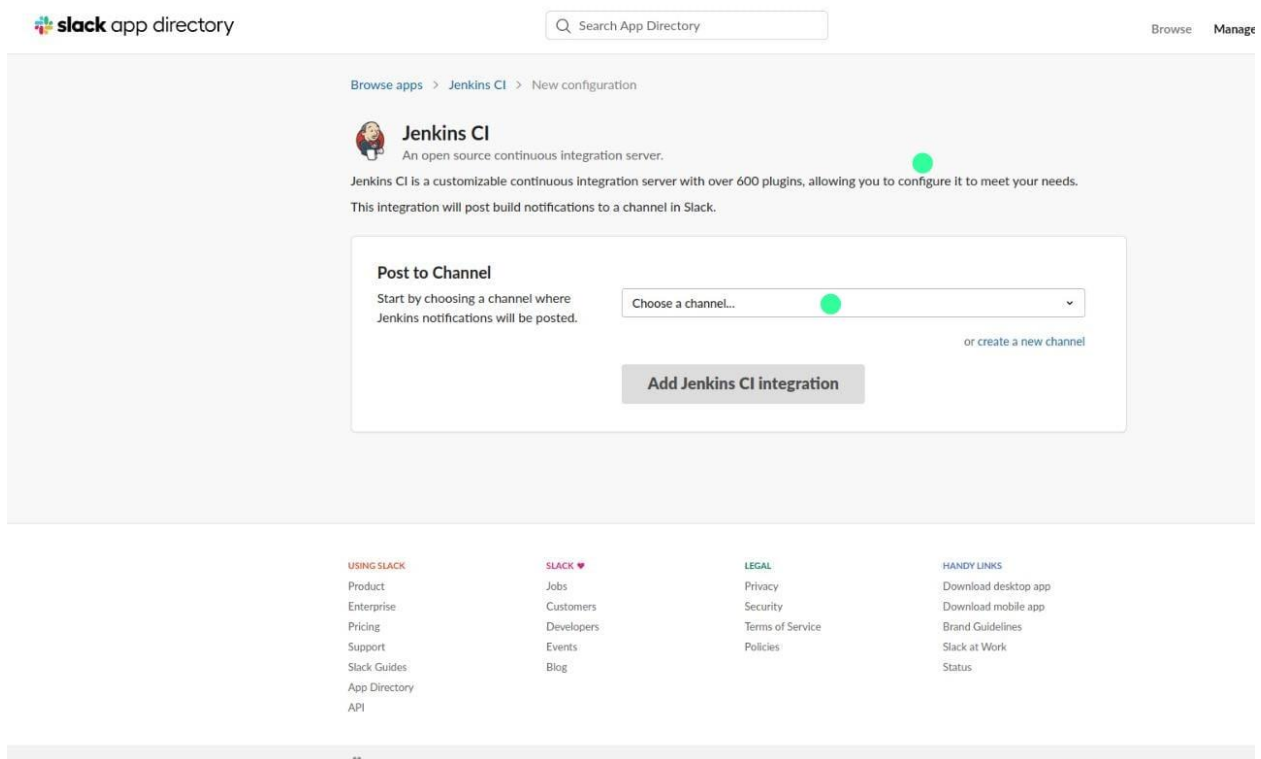 slack app directory
Search App Directory
Browse
Manage
Browse apps > Jenkins CI > New configuration
Jenkins CI
An open source continuous integration server.
Jenkins CI is a customizable continuous integration server with over 600 plugins, allowing you to configure it to meet your needs.
This integration will post build notifications to a channel in Slack.
Post to Channel
Start by choosing a channel where
Jenkins notifications will be posted.
Choose a channel...
or create a new channel
Add Jenkins CI integration
USING SLACK
Product
Enterprise
Pricing
Support
Slack Guides
App Directory
API
SLACK ♥
Jobs
Customers
Developers
Events
Blog
LEGAL
Privacy
Security
Terms of Service
Policies
HANDY LINKS
Download desktop app
Download mobile app
Brand Guidelines
Slack at Work
Status